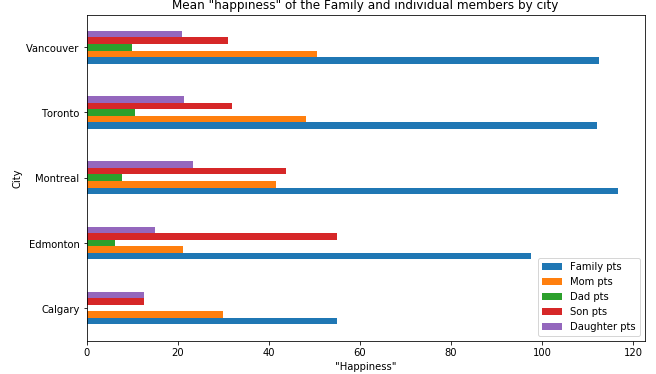 Mean "happiness" of the Family and individual members by city
Vancouver
Toronto
Montreal
Edmonton
Calgary
City
Family pts
Mom pts
Dad pts
Son pts
Daughter pts
0 20 40 60 80 100 120
"Happiness"